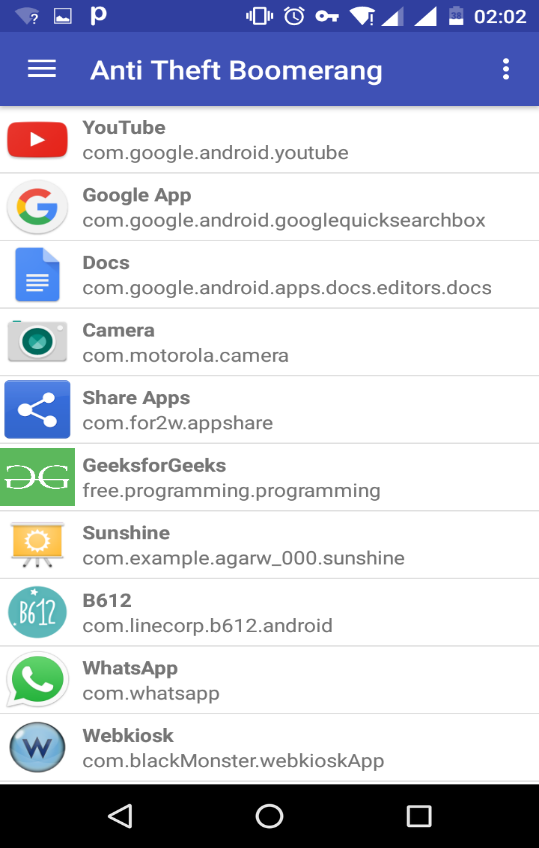 02:02
Anti Theft Boomerang
YouTube
com.google.android.youtube
Google App
com.google.android.googlequicksearchbox
Docs
com.google.android.apps.docs.editors.docs
Camera
com.motorola.camera
Share Apps
com.for2w.appshare
GeeksforGeeks
free.programming.programming
Sunshine
com.example.agarw_000.sunshine
B612
B612
com.linecorp.b612.android
WhatsApp
com.whatsapp
W
Webkiosk
com.blackMonster.webkioskApp